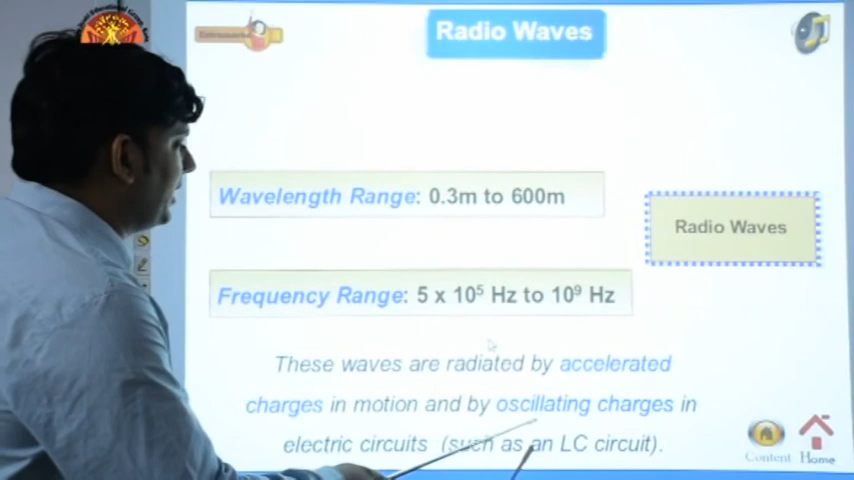 Radio Waves
Wavelength Range: 0.3m to 600m
Radio Waves
Frequency Range: 5 x 10⁵ Hz to 10⁹ Hz
These waves are radiated by accelerated
charges in motion and by oscillating charges in
electric circuits (such as an LC circuit).
Content Home